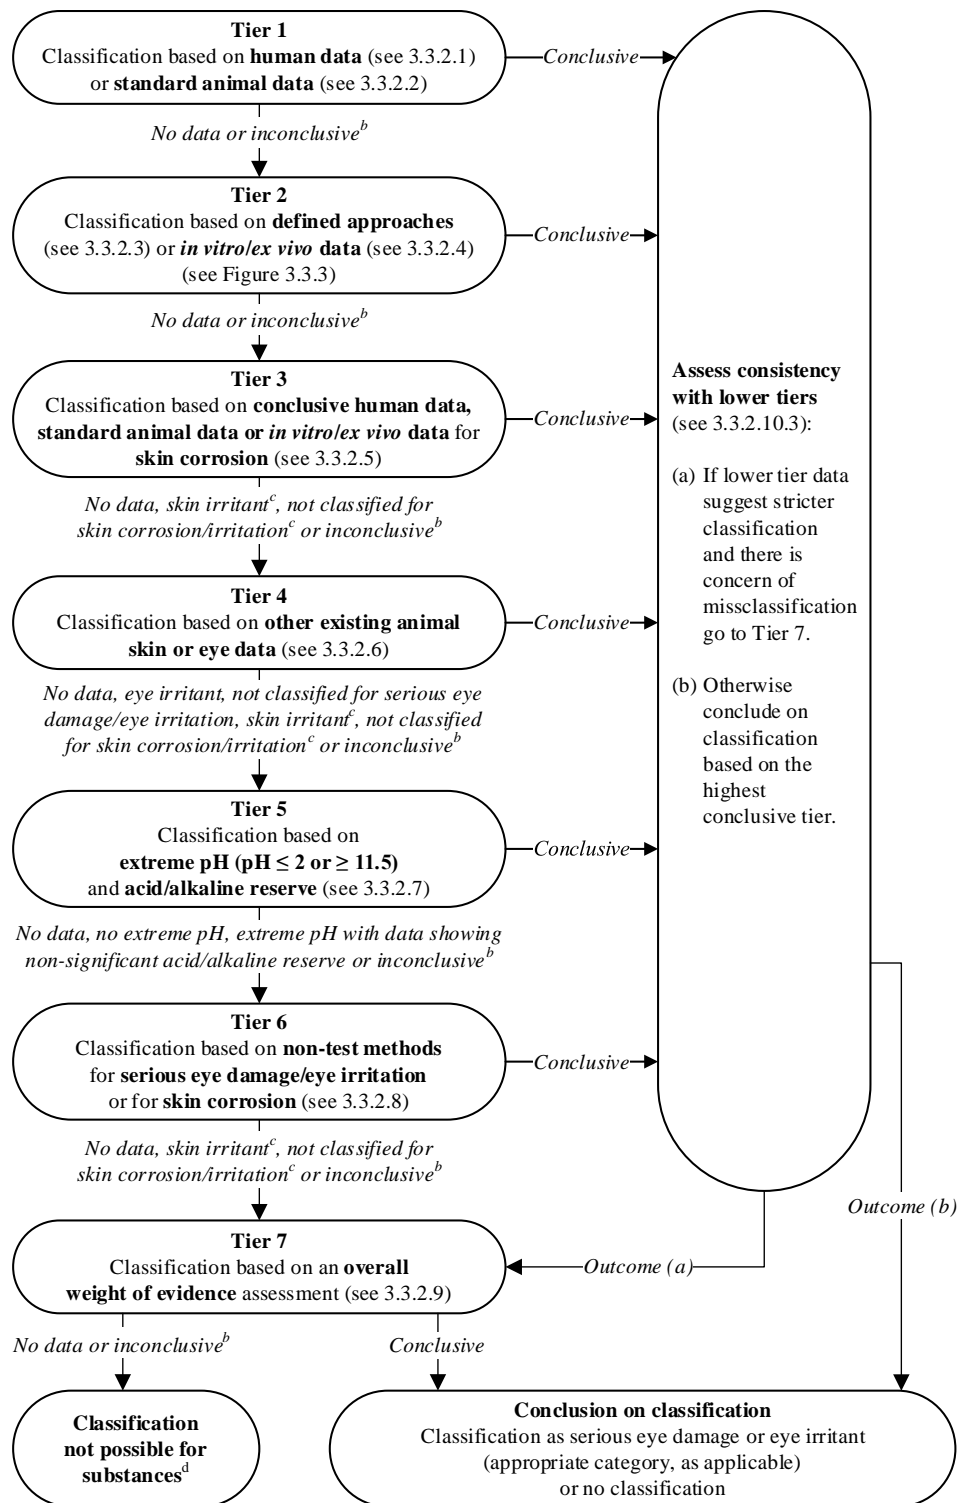 Tier 1
Classification based on human data (see 3.3.2.1)
or standard animal data (see 3.3.2.2)
Conclusive
No data or inconclusive^b
Tier 2
Classification based on defined approaches
(see 3.3.2.3) or in vitro/ex vivo data (see 3.3.2.4)
(see Figure 3.3.3)
Conclusive
No data or inconclusive^b
Tier 3
Classification based on conclusive human data,
standard animal data or in vitro/ex vivo data for
skin corrosion (see 3.3.2.5)
Conclusive
No data, skin irritant^c, not classified for
skin corrosion/irritation^c or inconclusive^b
Tier 4
Classification based on other existing animal
skin or eye data (see 3.3.2.6)
Conclusive
No data, eye irritant, not classified for serious eye
damage/eye irritation, skin irritant^c, not classified
for skin corrosion/irritation^c or inconclusive^b
Tier 5
Classification based on
extreme pH (pH ≤ 2 or ≥ 11.5)
and acid/alkaline reserve (see 3.3.2.7)
Conclusive
No data, no extreme pH, extreme pH with data showing
non-significant acid/alkaline reserve or inconclusive^b
Tier 6
Classification based on non-test methods
for serious eye damage/eye irritation
or for skin corrosion (see 3.3.2.8)
Conclusive
No data, skin irritant^c, not classified for
skin corrosion/irritation^c or inconclusive^b
Tier 7
Classification based on an overall
weight of evidence assessment (see 3.3.2.9)
Assess consistency
with lower tiers
(see 3.3.2.10.3):
(a) If lower tier data
suggest stricter
classification
and there is
concern of
missclassification
go to Tier 7.
(b) Otherwise
conclude on
classification
based on the
highest
conclusive tier.
Outcome (a)
Outcome (b)
No data or inconclusive^b
Conclusive
Classification
not possible for
substances^d
Conclusion on classification
Classification as serious eye damage or eye irritant
(appropriate category, as applicable)
or no classification